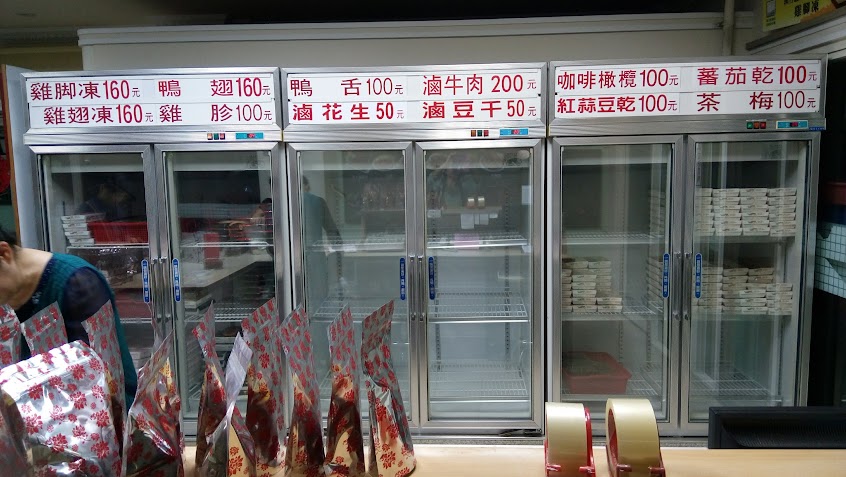 雞脚凍160元 鴨翅160元
雞翅凍160元 雞胗100元
鴨舌100元 滷牛肉200元
滷花生50元 滷豆干50元
咖啡橄欖100元 蕃茄乾100元
紅蒜豆乾100元 茶梅100元